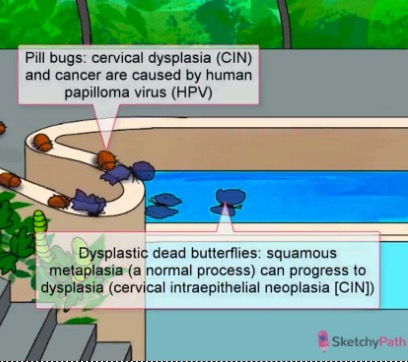 Pill bugs: cervical dysplasia (CIN)
and cancer are caused by human
papilloma virus (HPV)
Dysplastic dead butterflies: squamous
metaplasia (a normal process) can progress to
dysplasia (cervical intraepithelial neoplasia [CIN])
SketchyPath